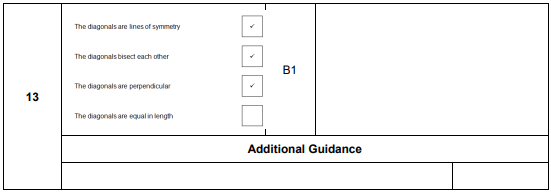 The diagonals are lines of symmetry ✓
The diagonals bisect each other ✓
B1
The diagonals are perpendicular ✓
13
The diagonals are equal in length
Additional Guidance